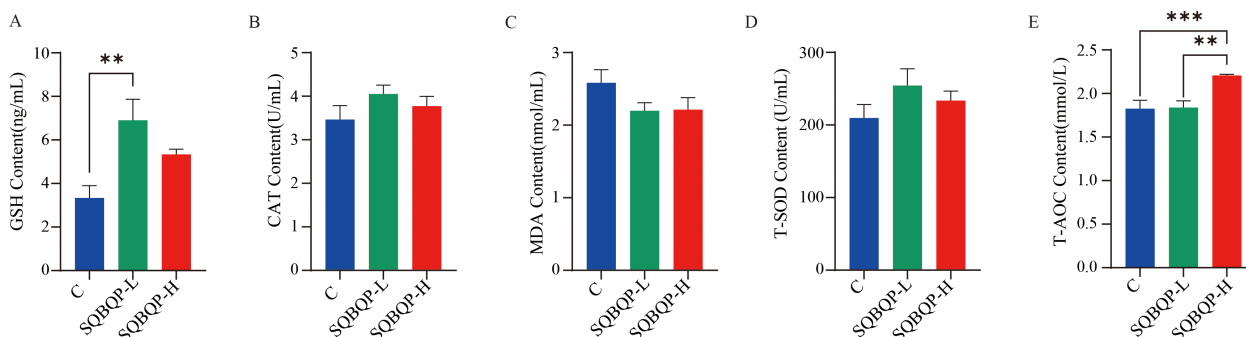 A
GSH Content(ng/mL)
10
8
6
4
2
0
**
C
SQBQP-L
SQBQP-H
B
CAT Content(U/mL)
5
4
3
2
1
0
C
SQBQP-L
SQBQP-H
C
MDA Content(nmol/mL)
3
2
1
0
C
SQBQP-L
SQBQP-H
D
T-SOD Content (U/mL)
300
200
100
0
C
SQBQP-L
SQBQP-H
E
T-AOC Content(nmol/L)
2.5
2.0
1.5
1.0
0.5
0.0
***
**
C
SQBQP-L
SQBQP-H